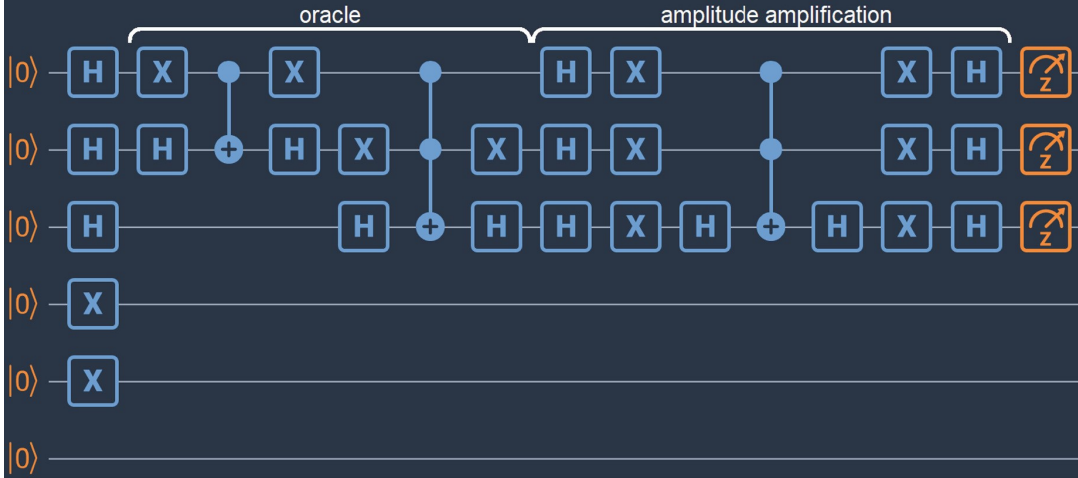 oracle amplitude amplification
|0⟩ H X X H X Z
|0⟩ H H + H X X H X X H Z
|0⟩ H H + H H X H + H X H Z
|0⟩ X
|0⟩ X
|0⟩